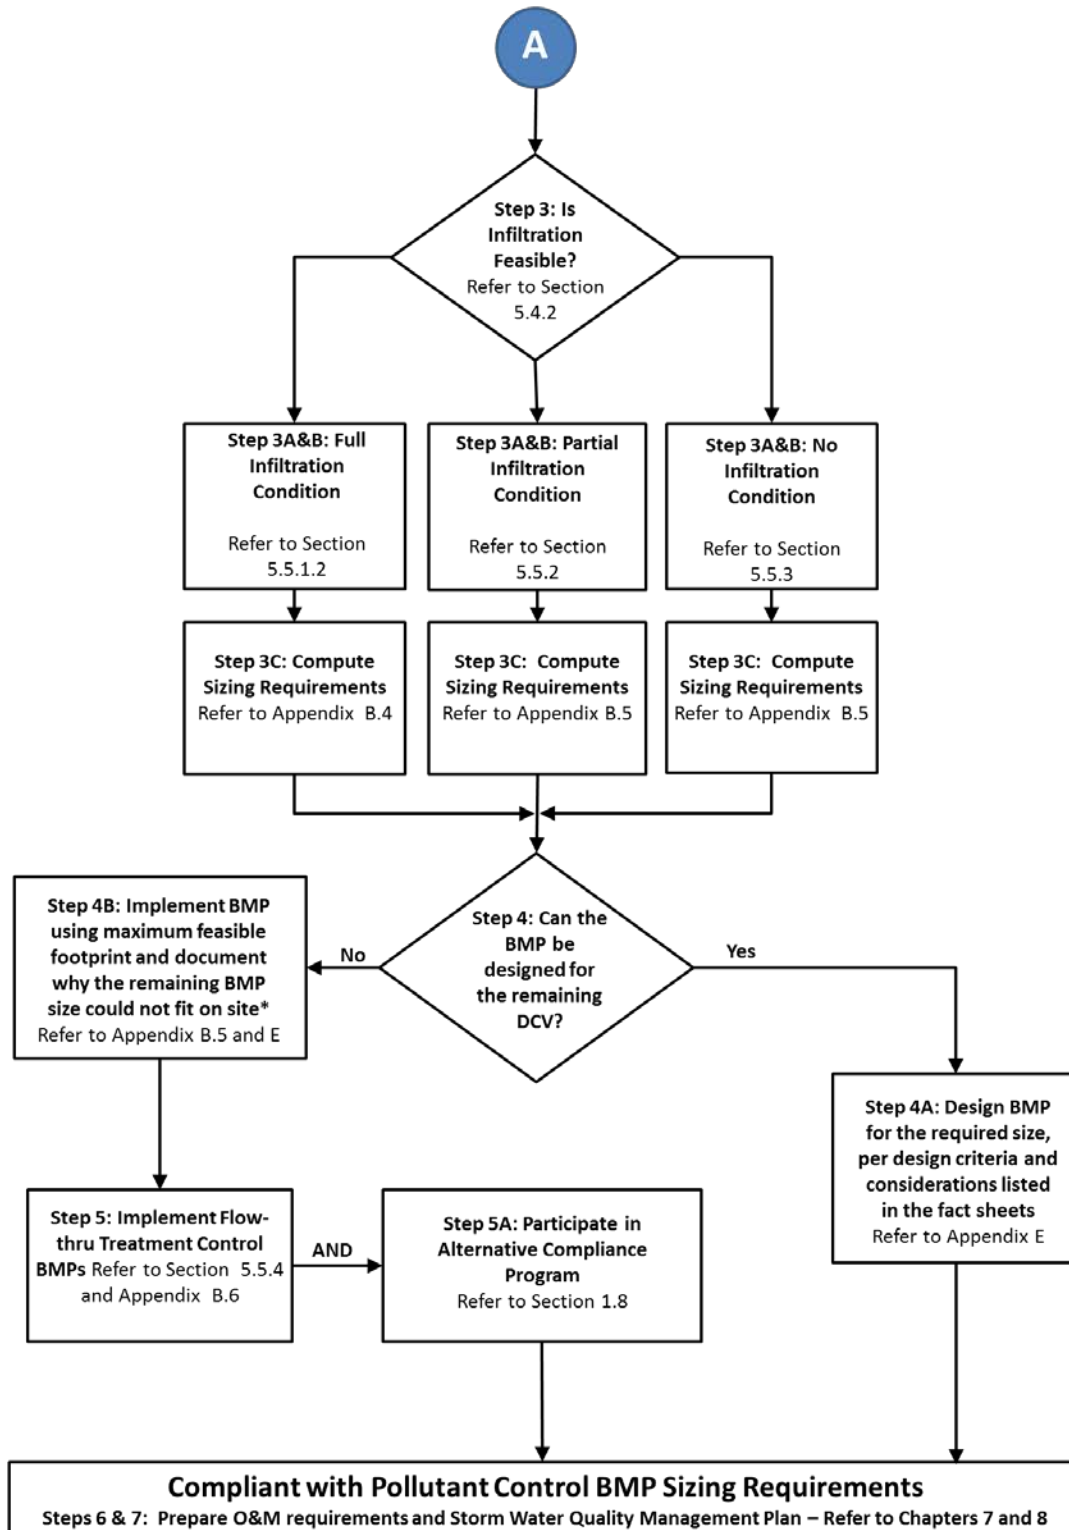 A
Step 3: Is
Infiltration
Feasible?
Refer to Section
5.4.2
Step 3A&B: Full
Infiltration
Condition
Refer to Section
5.5.1.2
Step 3A&B: Partial
Infiltration
Condition
Refer to Section
5.5.2
Step 3A&B: No
Infiltration
Condition
Refer to Section
5.5.3
Step 3C: Compute
Sizing Requirements
Refer to Appendix B.4
Step 3C: Compute
Sizing Requirements
Refer to Appendix B.5
Step 3C: Compute
Sizing Requirements
Refer to Appendix B.5
Step 4: Can the
BMP be
designed for
the remaining
DCV?
No
Yes
Step 4B: Implement BMP
using maximum feasible
footprint and document
why the remaining BMP
size could not fit on site*
Refer to Appendix B.5 and E
Step 4A: Design BMP
for the required size,
per design criteria and
considerations listed
in the fact sheets
Refer to Appendix E
Step 5: Implement Flow-
thru Treatment Control
BMPs Refer to Section 5.5.4
and Appendix B.6
AND
Step 5A: Participate in
Alternative Compliance
Program
Refer to Section 1.8
Compliant with Pollutant Control BMP Sizing Requirements
Steps 6 & 7: Prepare O&M requirements and Storm Water Quality Management Plan – Refer to Chapters 7 and 8